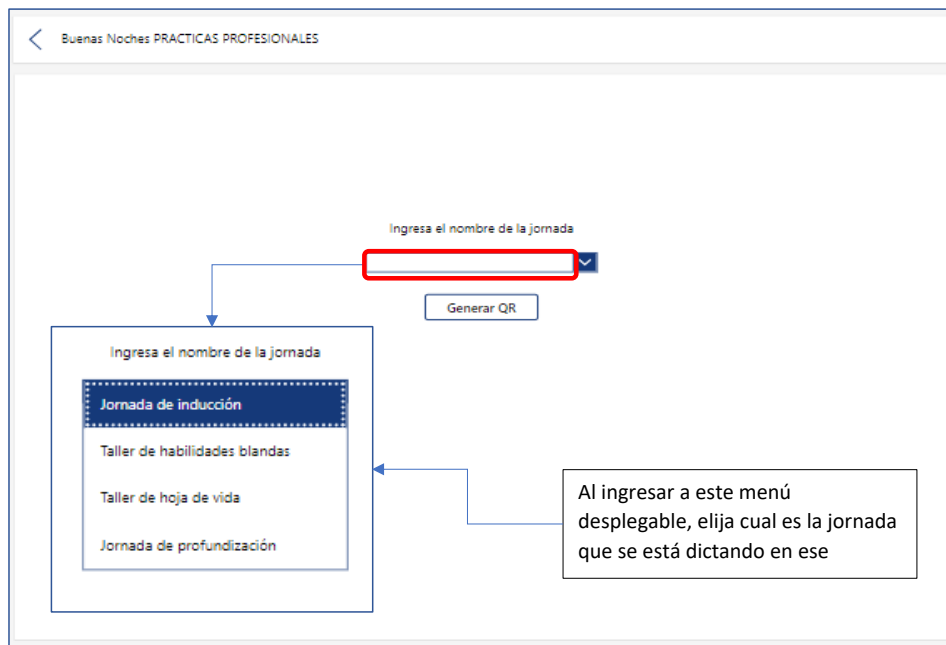 Buenas Noches PRACTICAS PROFESIONALES
Ingresa el nombre de la jornada
Generar QR
Ingresa el nombre de la jornada
Jornada de inducción
Taller de habilidades blandas
Taller de hoja de vida
Jornada de profundización
Al ingresar a este menú
desplegable, elija cual es la jornada
que se está dictando en ese